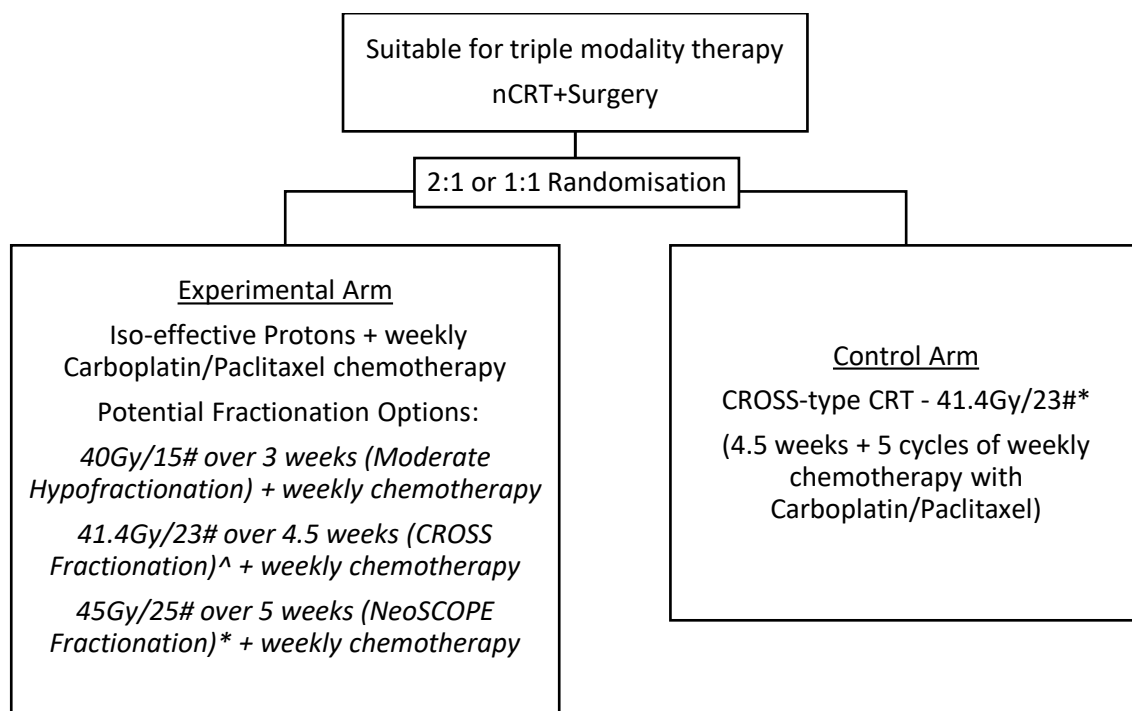 Suitable for triple modality therapy
nCRT+Surgery
2:1 or 1:1 Randomisation
Experimental Arm
Iso-effective Protons + weekly
Carboplatin/Paclitaxel chemotherapy
Potential Fractionation Options:
40Gy/15# over 3 weeks (Moderate
Hypofractionation) + weekly chemotherapy
41.4Gy/23# over 4.5 weeks (CROSS
Fractionation)^ + weekly chemotherapy
45Gy/25# over 5 weeks (NeoSCOPE
Fractionation)* + weekly chemotherapy
Control Arm
CROSS-type CRT - 41.4Gy/23#*
(4.5 weeks + 5 cycles of weekly
chemotherapy with
Carboplatin/Paclitaxel)